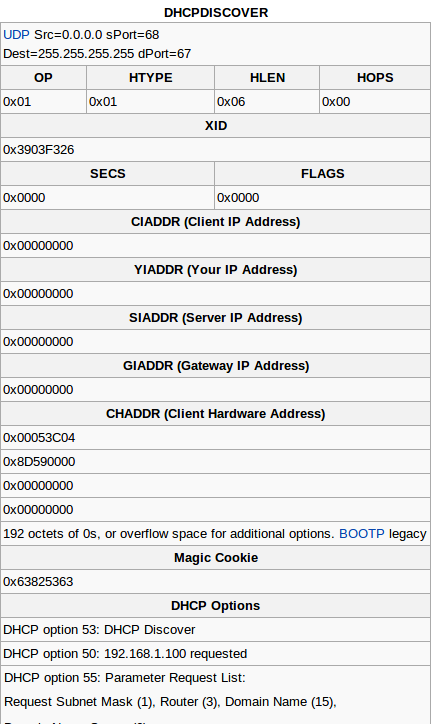 DHCPDISCOVER
UDP Src=0.0.0.0 sPort=68
Dest=255.255.255.255 dPort=67
OP HTYPE HLEN HOPS
0x01 0x01 0x06 0x00
XID
0x3903F326
SECS FLAGS
0x0000 0x0000
CIADDR (Client IP Address)
0x00000000
YIADDR (Your IP Address)
0x00000000
SIADDR (Server IP Address)
0x00000000
GIADDR (Gateway IP Address)
0x00000000
CHADDR (Client Hardware Address)
0x00053C04
0x8D590000
0x00000000
0x00000000
192 octets of 0s, or overflow space for additional options. BOOTP legacy
Magic Cookie
0x63825363
DHCP Options
DHCP option 53: DHCP Discover
DHCP option 50: 192.168.1.100 requested
DHCP option 55: Parameter Request List:
Request Subnet Mask (1), Router (3), Domain Name (15),